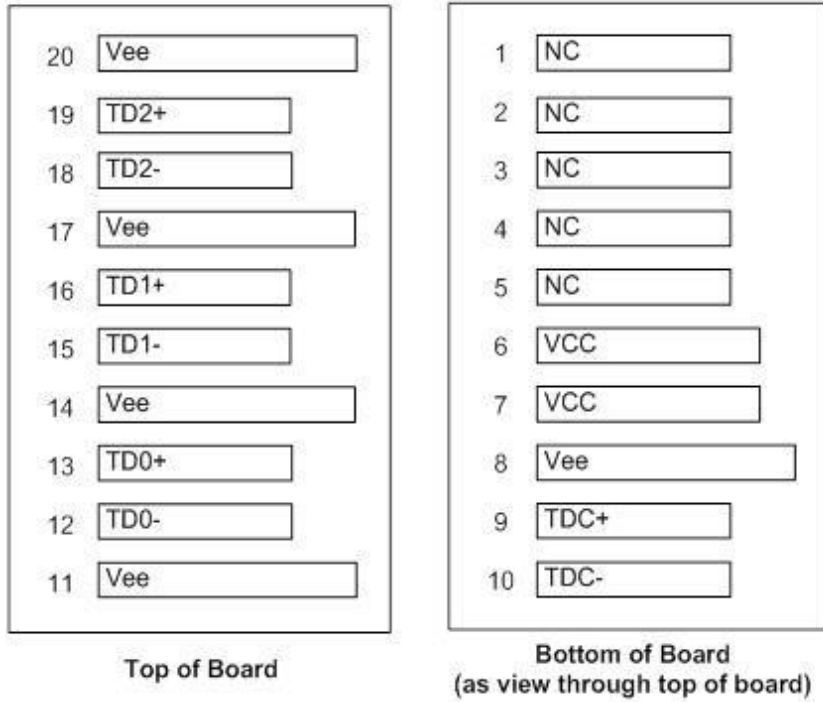 20 Vee
19 TD2+
18 TD2-
17 Vee
16 TD1+
15 TD1-
14 Vee
13 TD0+
12 TD0-
11 Vee
Top of Board
1 NC
2 NC
3 NC
4 NC
5 NC
6 VCC
7 VCC
8 Vee
9 TDC+
10 TDC-
Bottom of Board
(as view through top of board)